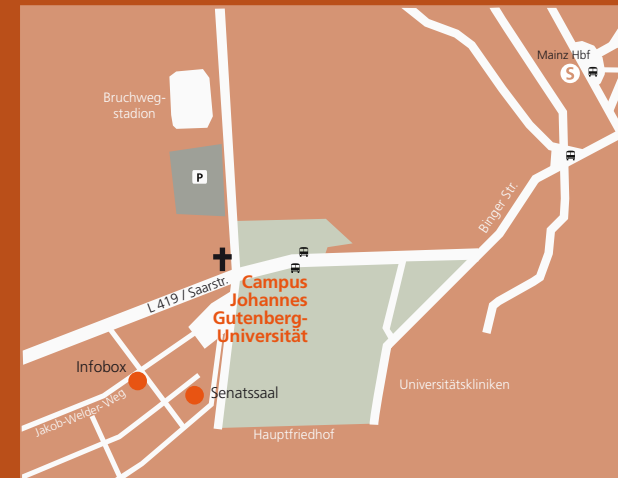 Mainz Hbf
S
Bruchweg-
stadion
P
Binger Str.
L 419 / Saarstr.
Campus
Johannes
Gutenberg-
Universität
Infobox
Jakob-Welder-Weg
Senatssaal
Universitätskliniken
Hauptfriedhof